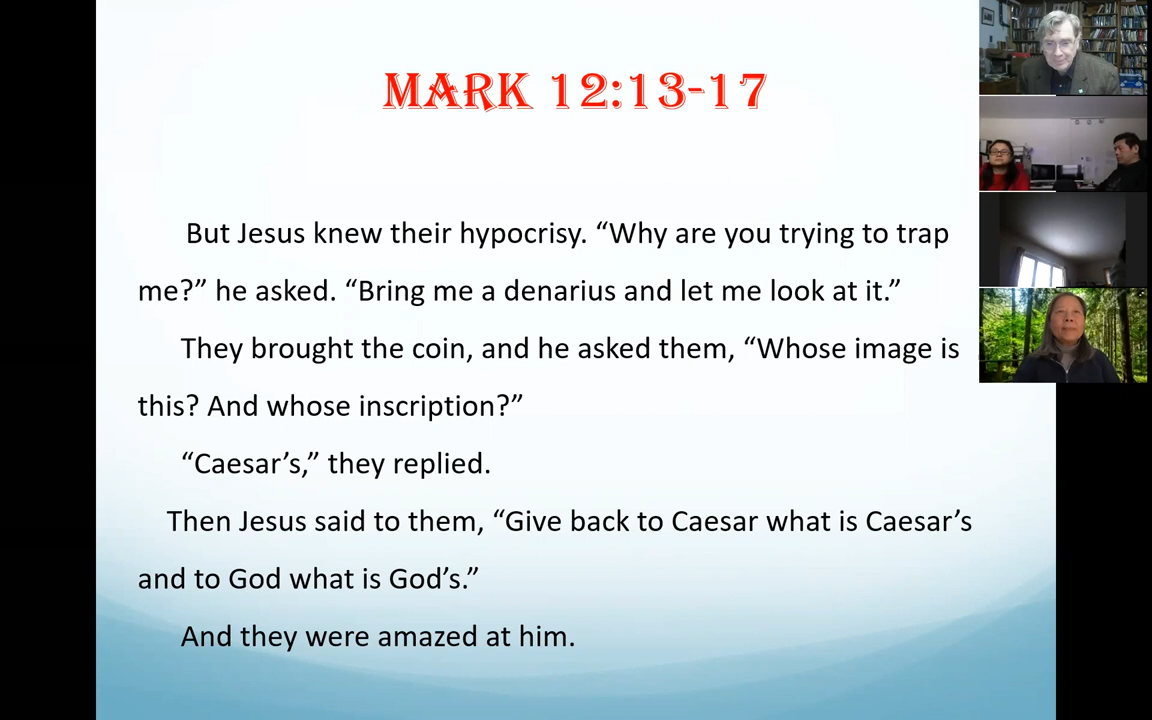 MARK 12:13-17
But Jesus knew their hypocrisy. “Why are you trying to trap
me?” he asked. “Bring me a denarius and let me look at it.”
They brought the coin, and he asked them, “Whose image is
this? And whose inscription?”
“Caesar’s,” they replied.
Then Jesus said to them, “Give back to Caesar what is Caesar’s
and to God what is God’s.”
And they were amazed at him.